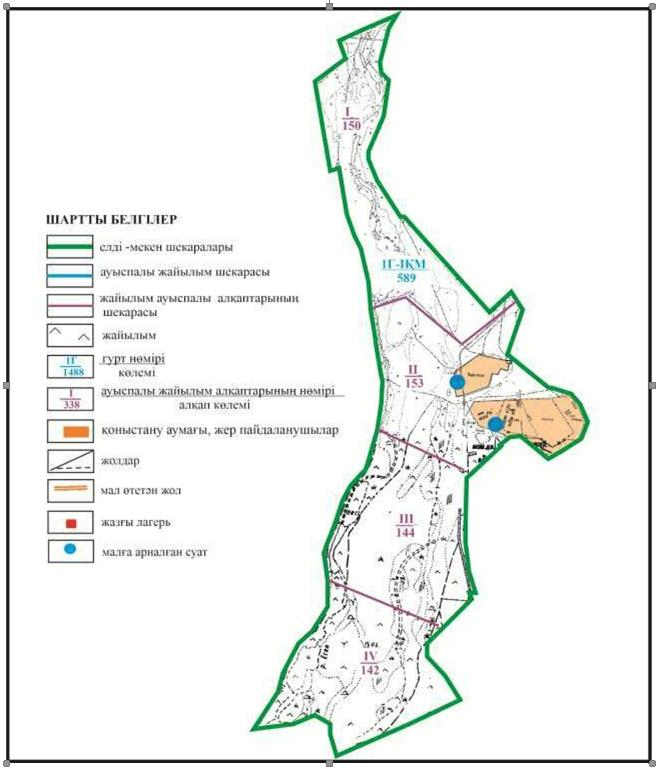 I
150
1Г-ІҚМ
589
II
153
III
144
IV
142
ШАРТТЫ БЕЛГІЛЕР
елді -мекен шекаралары
ауыспалы жайылым шекарасы
жайылым ауыспалы алқаптарының
шекарасы
жайылым
1Г
1488
гурт нөмірі
көлемі
I
338
ауыспалы жайылым алқаптарының нөмірі
алқап көлемі
қоныстану аумағы, жер пайдаланушылар
жолдар
мал өтетән жол
жазғы лагерь
малға арналған суат